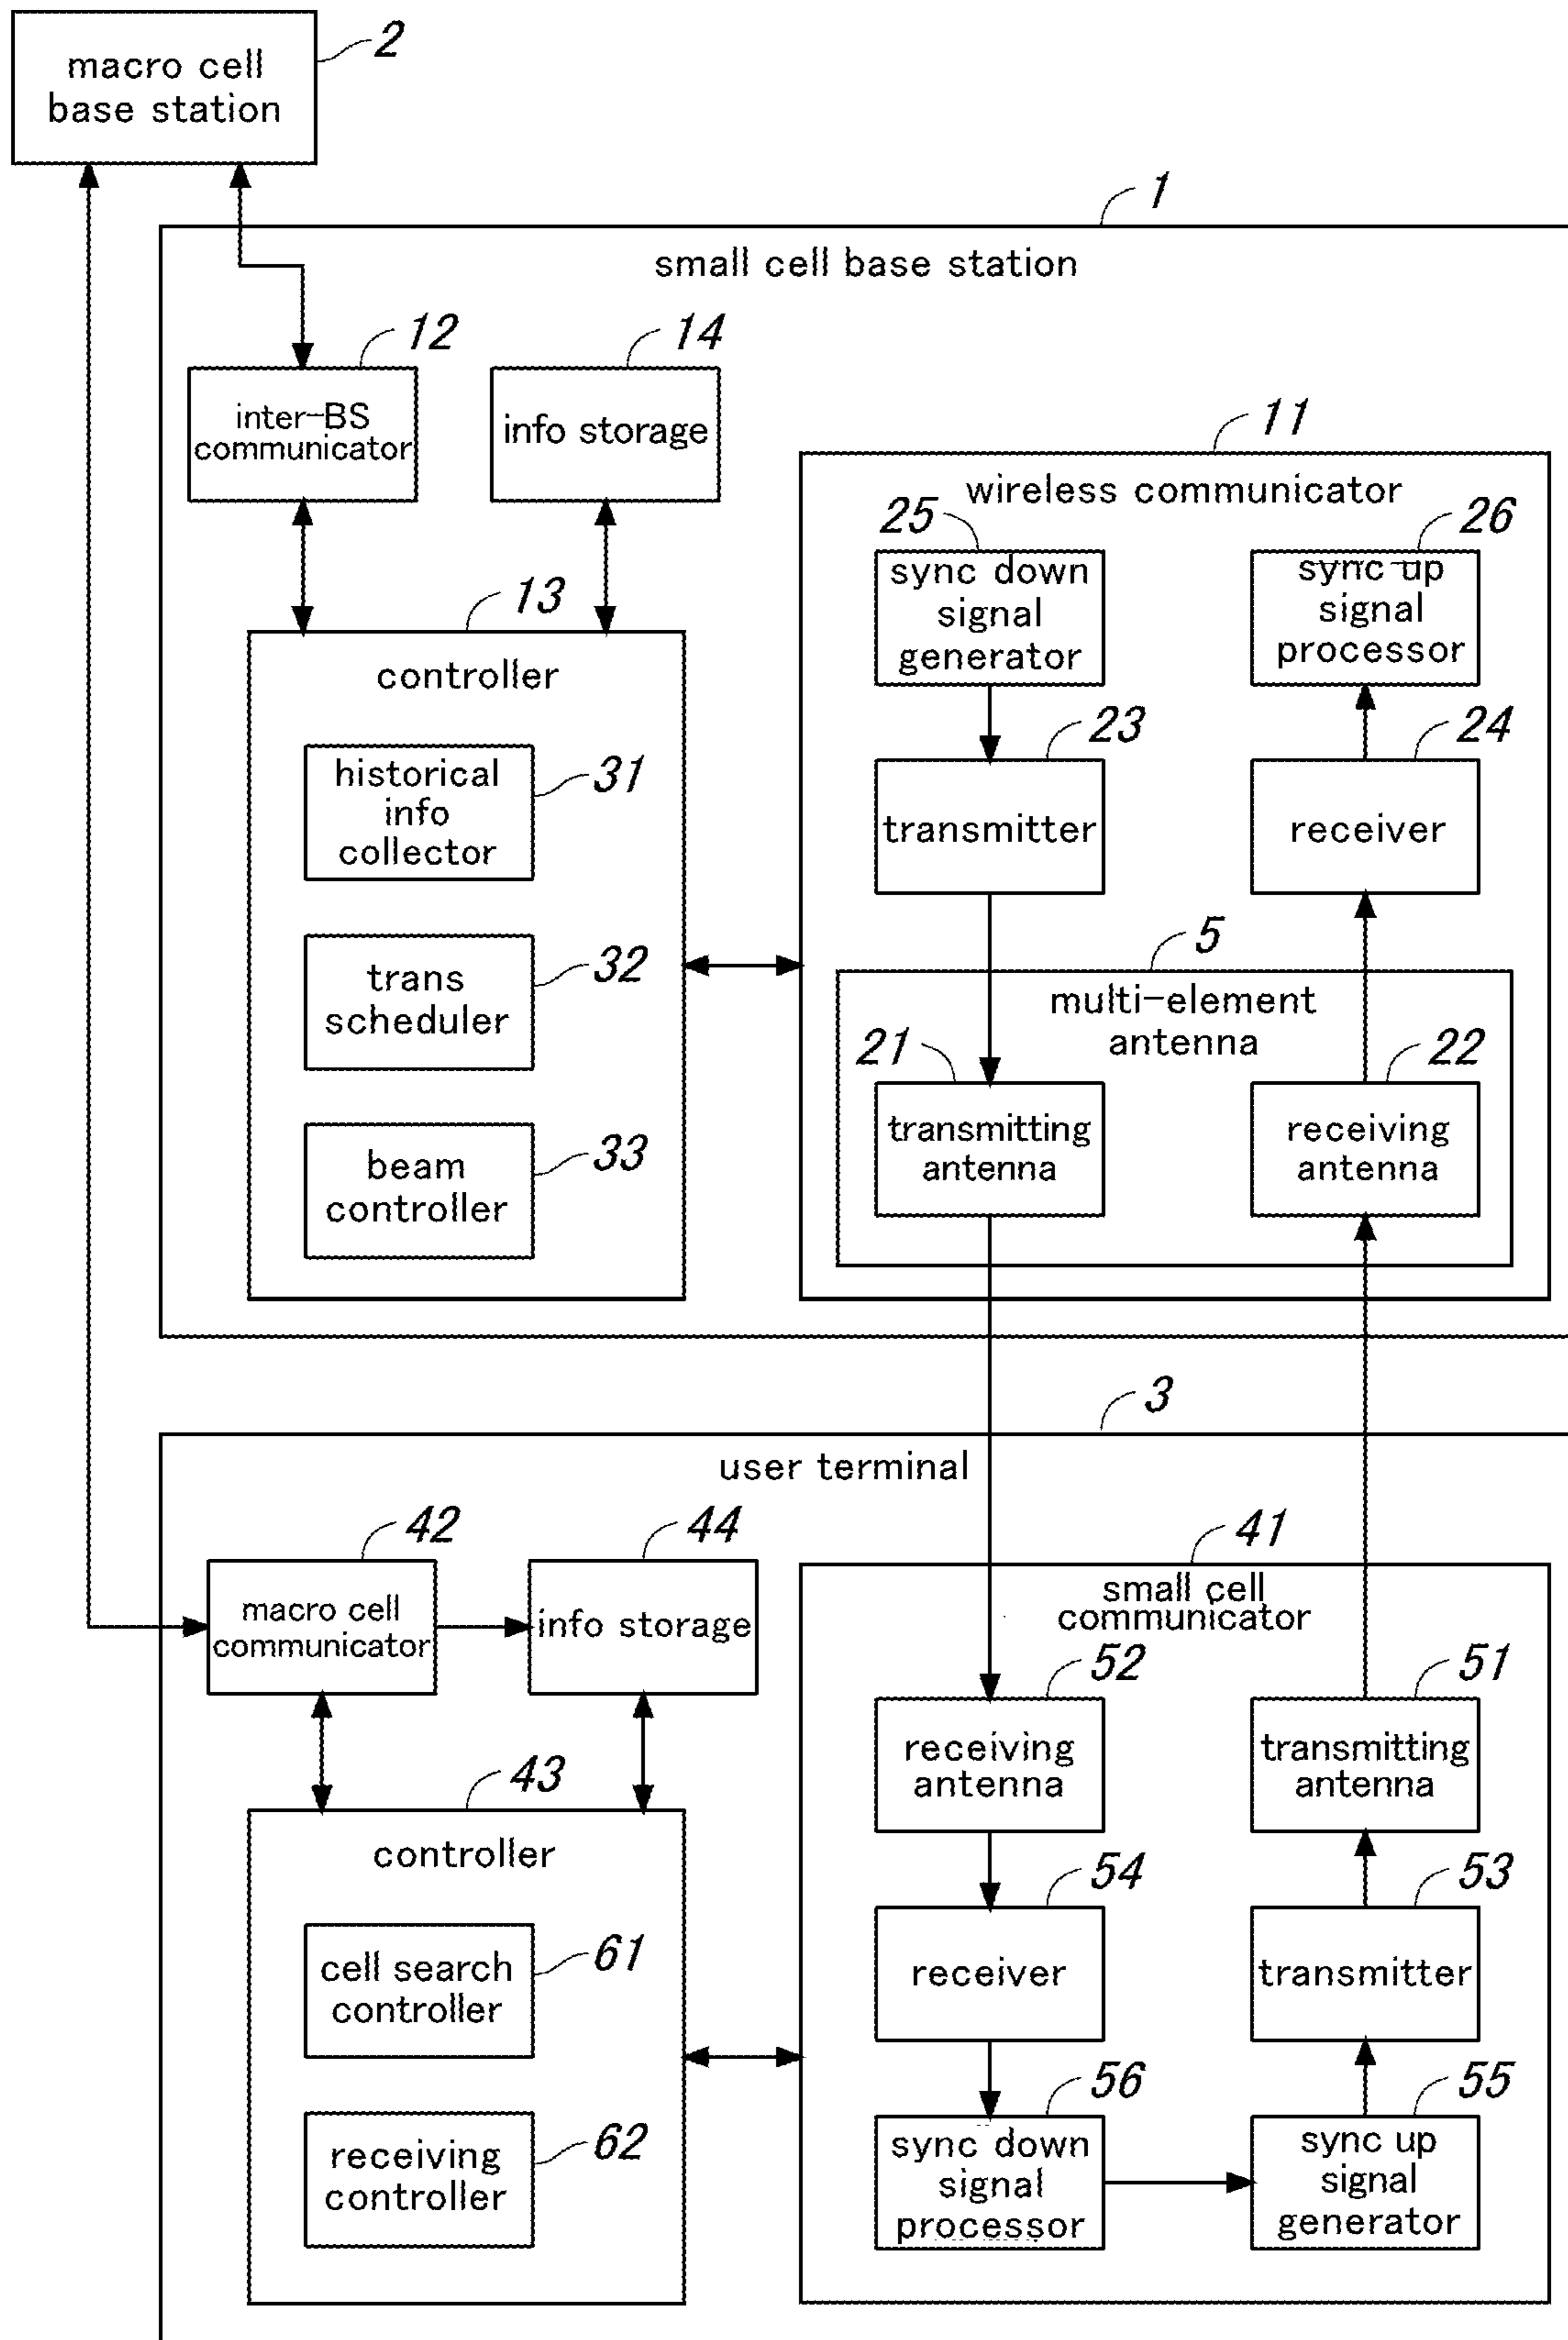 2
macro cell
base station
1
small cell base station
12
14
inter-BS
communicator
info storage
11
wireless communicator
25
26
sync down
signal
generator
sync up
signal
processor
13
controller
23
24
historical
info
collector
31
transmitter
receiver
5
multi-element
antenna
trans
scheduler
32
21
22
transmitting
antenna
receiving
antenna
beam
controller
33
3
user terminal
42
44
41
macro cell
communicator
info storage
small cell
communicator
52
51
receiving
antenna
transmitting
antenna
43
controller
54
53
cell search
controller
61
receiver
transmitter
56
55
receiving
controller
62
sync down
signal
processor
sync up
signal
generator